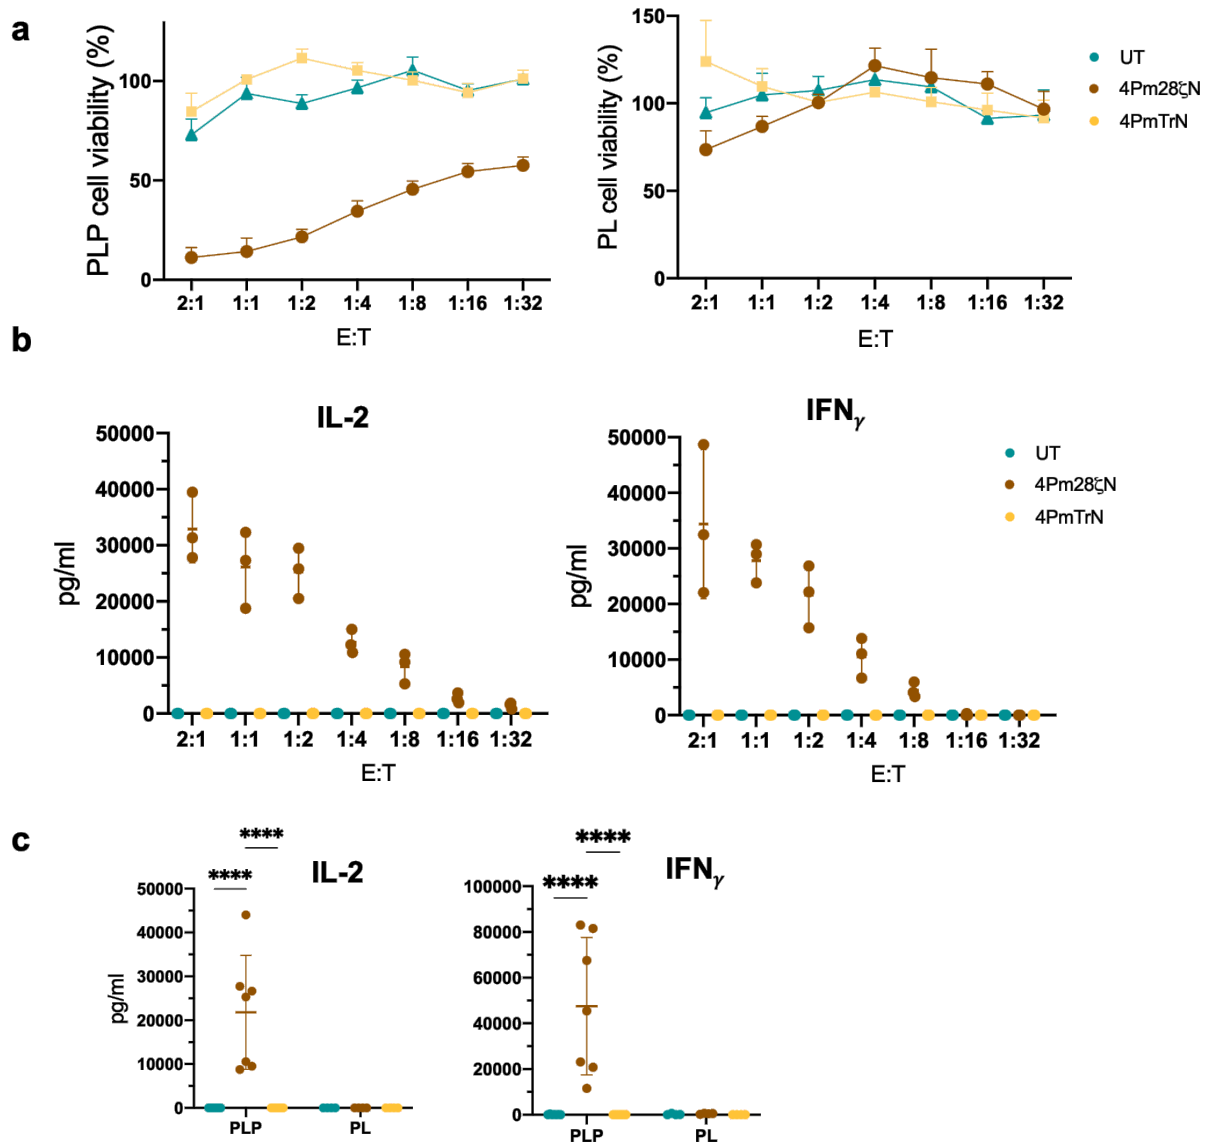 a
PLP cell viability (%)
100
50
0
2:1 1:1 1:2 1:4 1:8 1:16 1:32
E:T
PL cell viability (%)
150
100
50
0
2:1 1:1 1:2 1:4 1:8 1:16 1:32
E:T
UT
4Pm28ζN
4PmTrN
b
IL-2
pg/ml
50000
40000
30000
20000
10000
0
2:1 1:1 1:2 1:4 1:8 1:16 1:32
E:T
IFNγ
pg/ml
50000
40000
30000
20000
10000
0
2:1 1:1 1:2 1:4 1:8 1:16 1:32
E:T
UT
4Pm28ζN
4PmTrN
c
IL-2
****
****
pg/ml
50000
40000
30000
20000
10000
0
PLP PL
IFNγ
****
****
100000
80000
60000
40000
20000
0
PLP PL